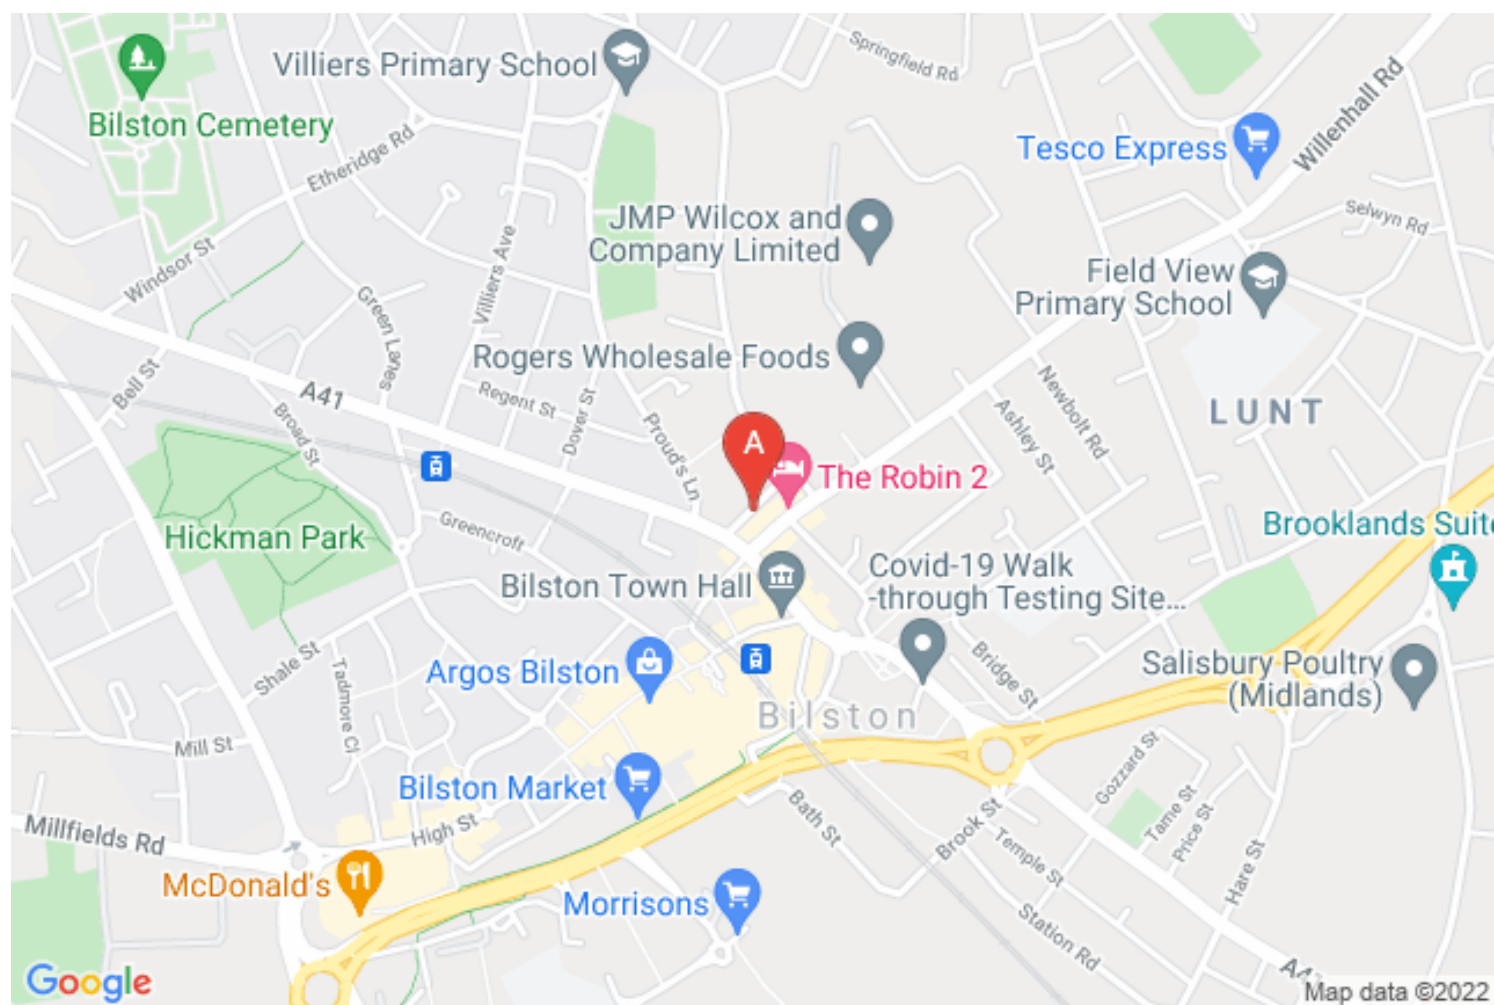 Springfield Rd
Villiers Primary School
Willenhall Rd
Bilston Cemetery
Etheridge Rd
Tesco Express
JMP Wilcox and
Company Limited
Selwyn Rd
Windsor St
Villiers Ave
Field View
Primary School
Green Lanes
Rogers Wholesale Foods
Bell St
A41
Regent St
Dover St
Newbolt Rd
Ashley St
LUNT
Broad St
Proud's Ln
A
The Robin 2
Greencroft
Hickman Park
Brooklands Suite
Bilston Town Hall
Covid-19 Walk
-through Testing Site...
Shale St
Tadmore Cl
Argos Bilston
Bridge St
Salisbury Poultry
(Midlands)
Bilston
Mill St
Gozzard St
Bilston Market
Bath St
Tame St
Price St
Millfields Rd
High St
Brook St
Temple St
McDonald's
Hare St
Morrisons
Station Rd
Google
A4
Map data ©2022